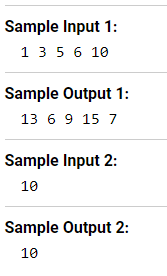 Sample Input 1:
1 3 5 6 10
Sample Output 1:
13 6 9 15 7
Sample Input 2:
10
Sample Output 2:
10